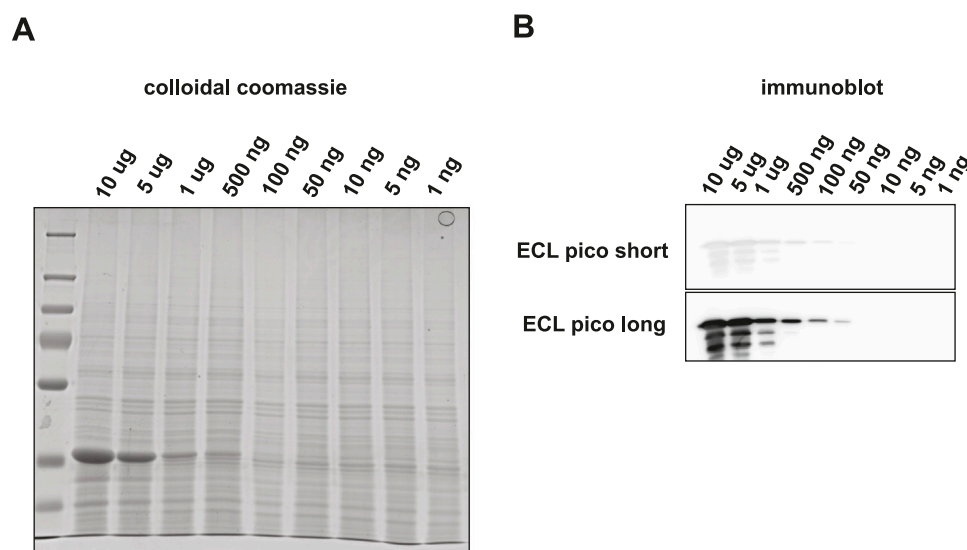 A
colloidal coomassie
10 ug
5 ug
1 ug
500 ng
100 ng
50 ng
10 ng
5 ng
1 ng
B
immunoblot
10 ug
5 ug
1 ug
500 ng
100 ng
50 ng
10 ng
5 ng
1 ng
ECL pico short
ECL pico long